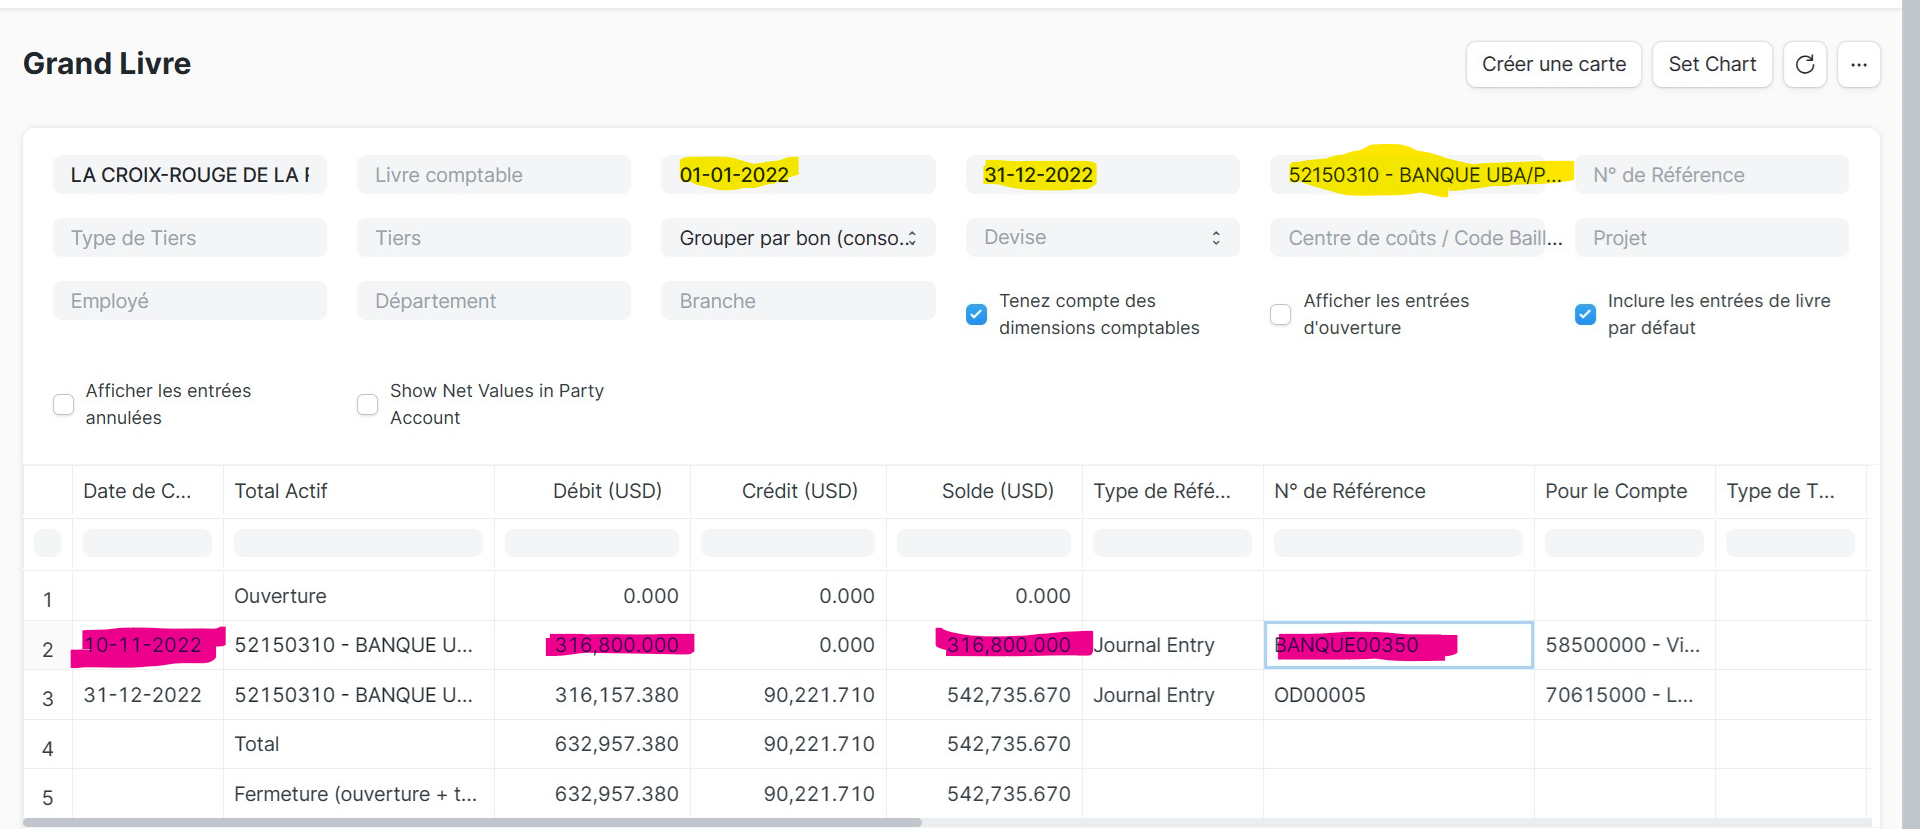 Grand Livre
Créer une carte
Set Chart
...
LA CROIX-ROUGE DE LA
Livre comptable
01-01-2022
31-12-2022
52150310 - BANQUE UBA/P...
N° de Référence
Type de Tiers
Tiers
Grouper par bon (conso..
Devise
Centre de coûts / Code Baill...
Projet
Employé
Département
Branche
Tenez compte des
dimensions comptables
Afficher les entrées
d'ouverture
Inclure les entrées de livre
par défaut
Afficher les entrées
annulées
Show Net Values in Party
Account
Date de C... Total Actif Débit (USD) Crédit (USD) Solde (USD) Type de Réfé... N° de Référence Pour le Compte Type de T...
1 Ouverture 0.000 0.000 0.000
2 10-11-2022 52150310 - BANQUE U... 316,800.000 0.000 316,800.000 Journal Entry BANQUE00350 58500000 - Vi...
3 31-12-2022 52150310 - BANQUE U... 316,157.380 90,221.710 542,735.670 Journal Entry OD00005 70615000 - L...
4 Total 632,957.380 90,221.710 542,735.670
5 Fermeture (ouverture + t... 632,957.380 90,221.710 542,735.670